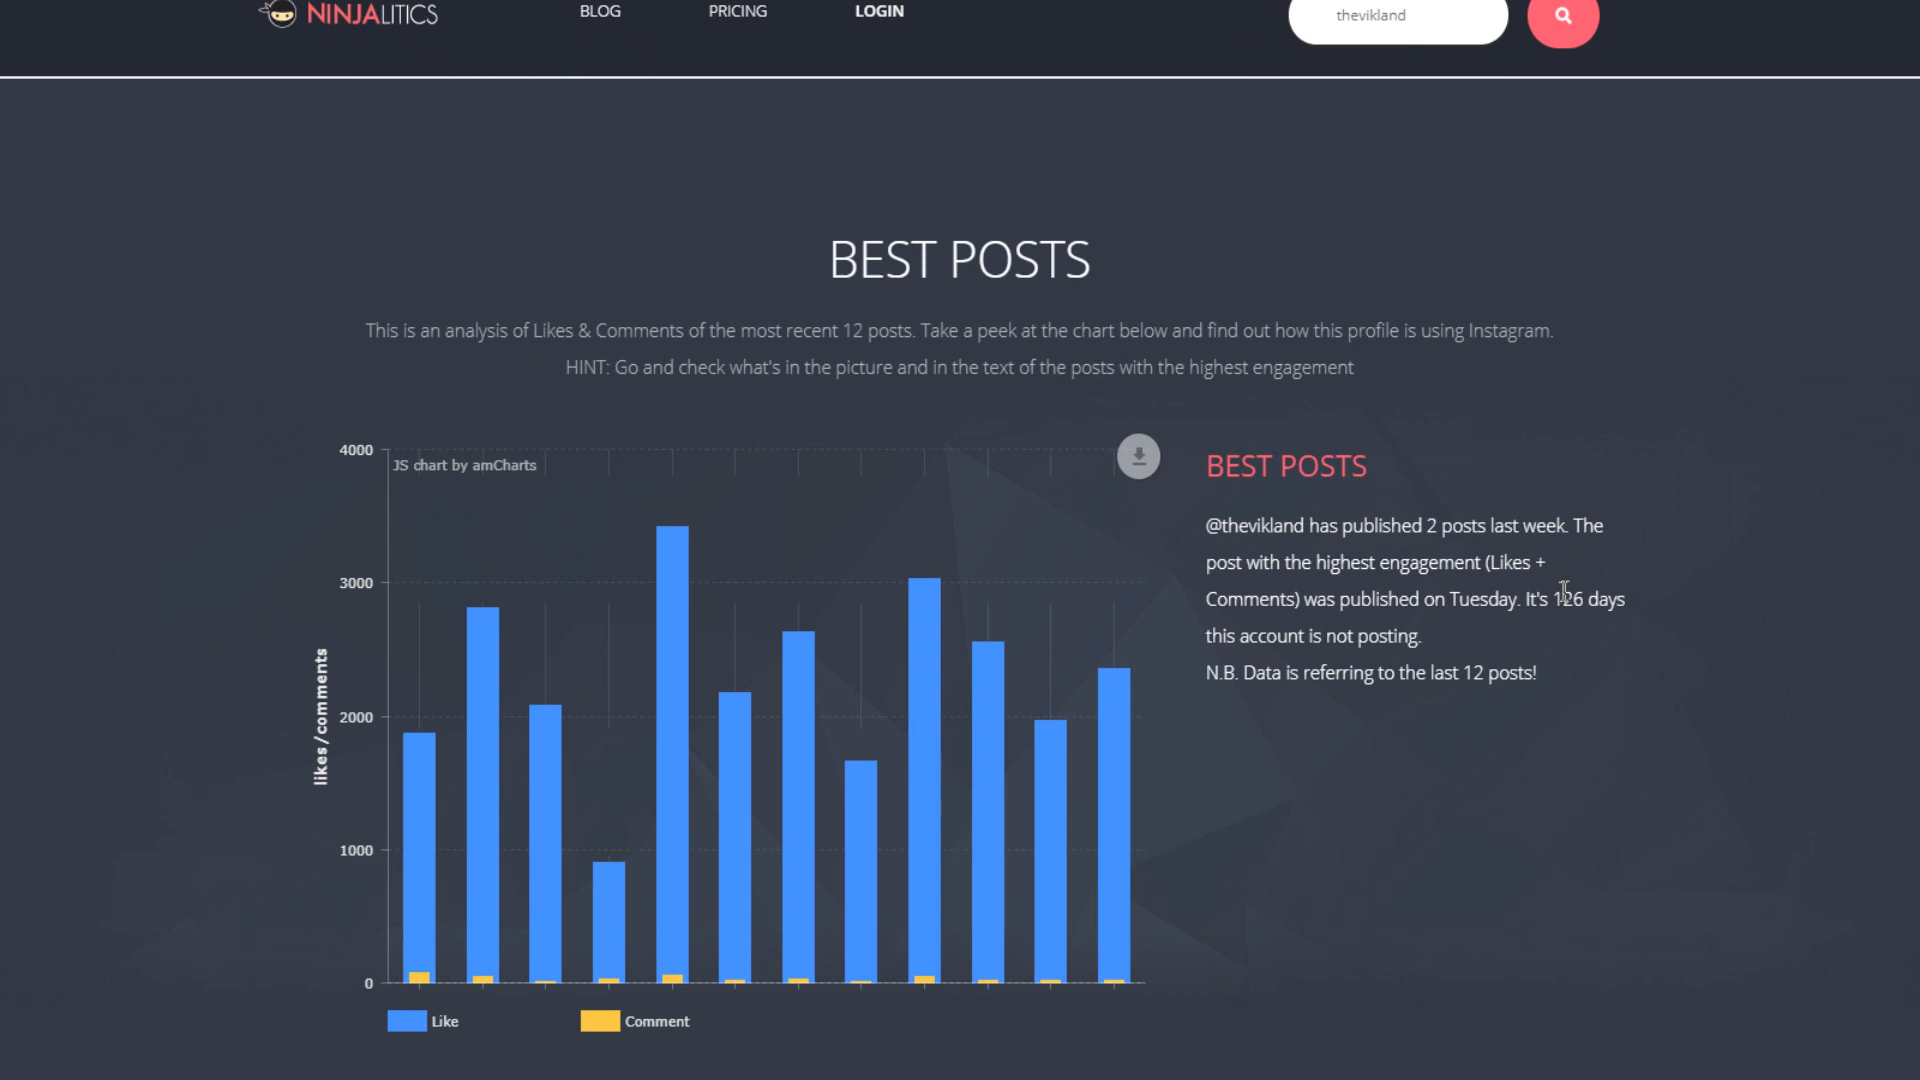 NINJALITICS
BLOG
PRICING
LOGIN
thevikland
BEST POSTS
This is an analysis of Likes & Comments of the most recent 12 posts. Take a peek at the chart below and find out how this profile is using Instagram.
HINT: Go and check what's in the picture and in the text of the posts with the highest engagement
4000
3000
2000
1000
0
likes/comments
JS chart by amCharts
Like
Comment
BEST POSTS
@thevikland has published 2 posts last week. The
post with the highest engagement (Likes +
Comments) was published on Tuesday. It's 126 days
this account is not posting.
N.B. Data is referring to the last 12 posts!